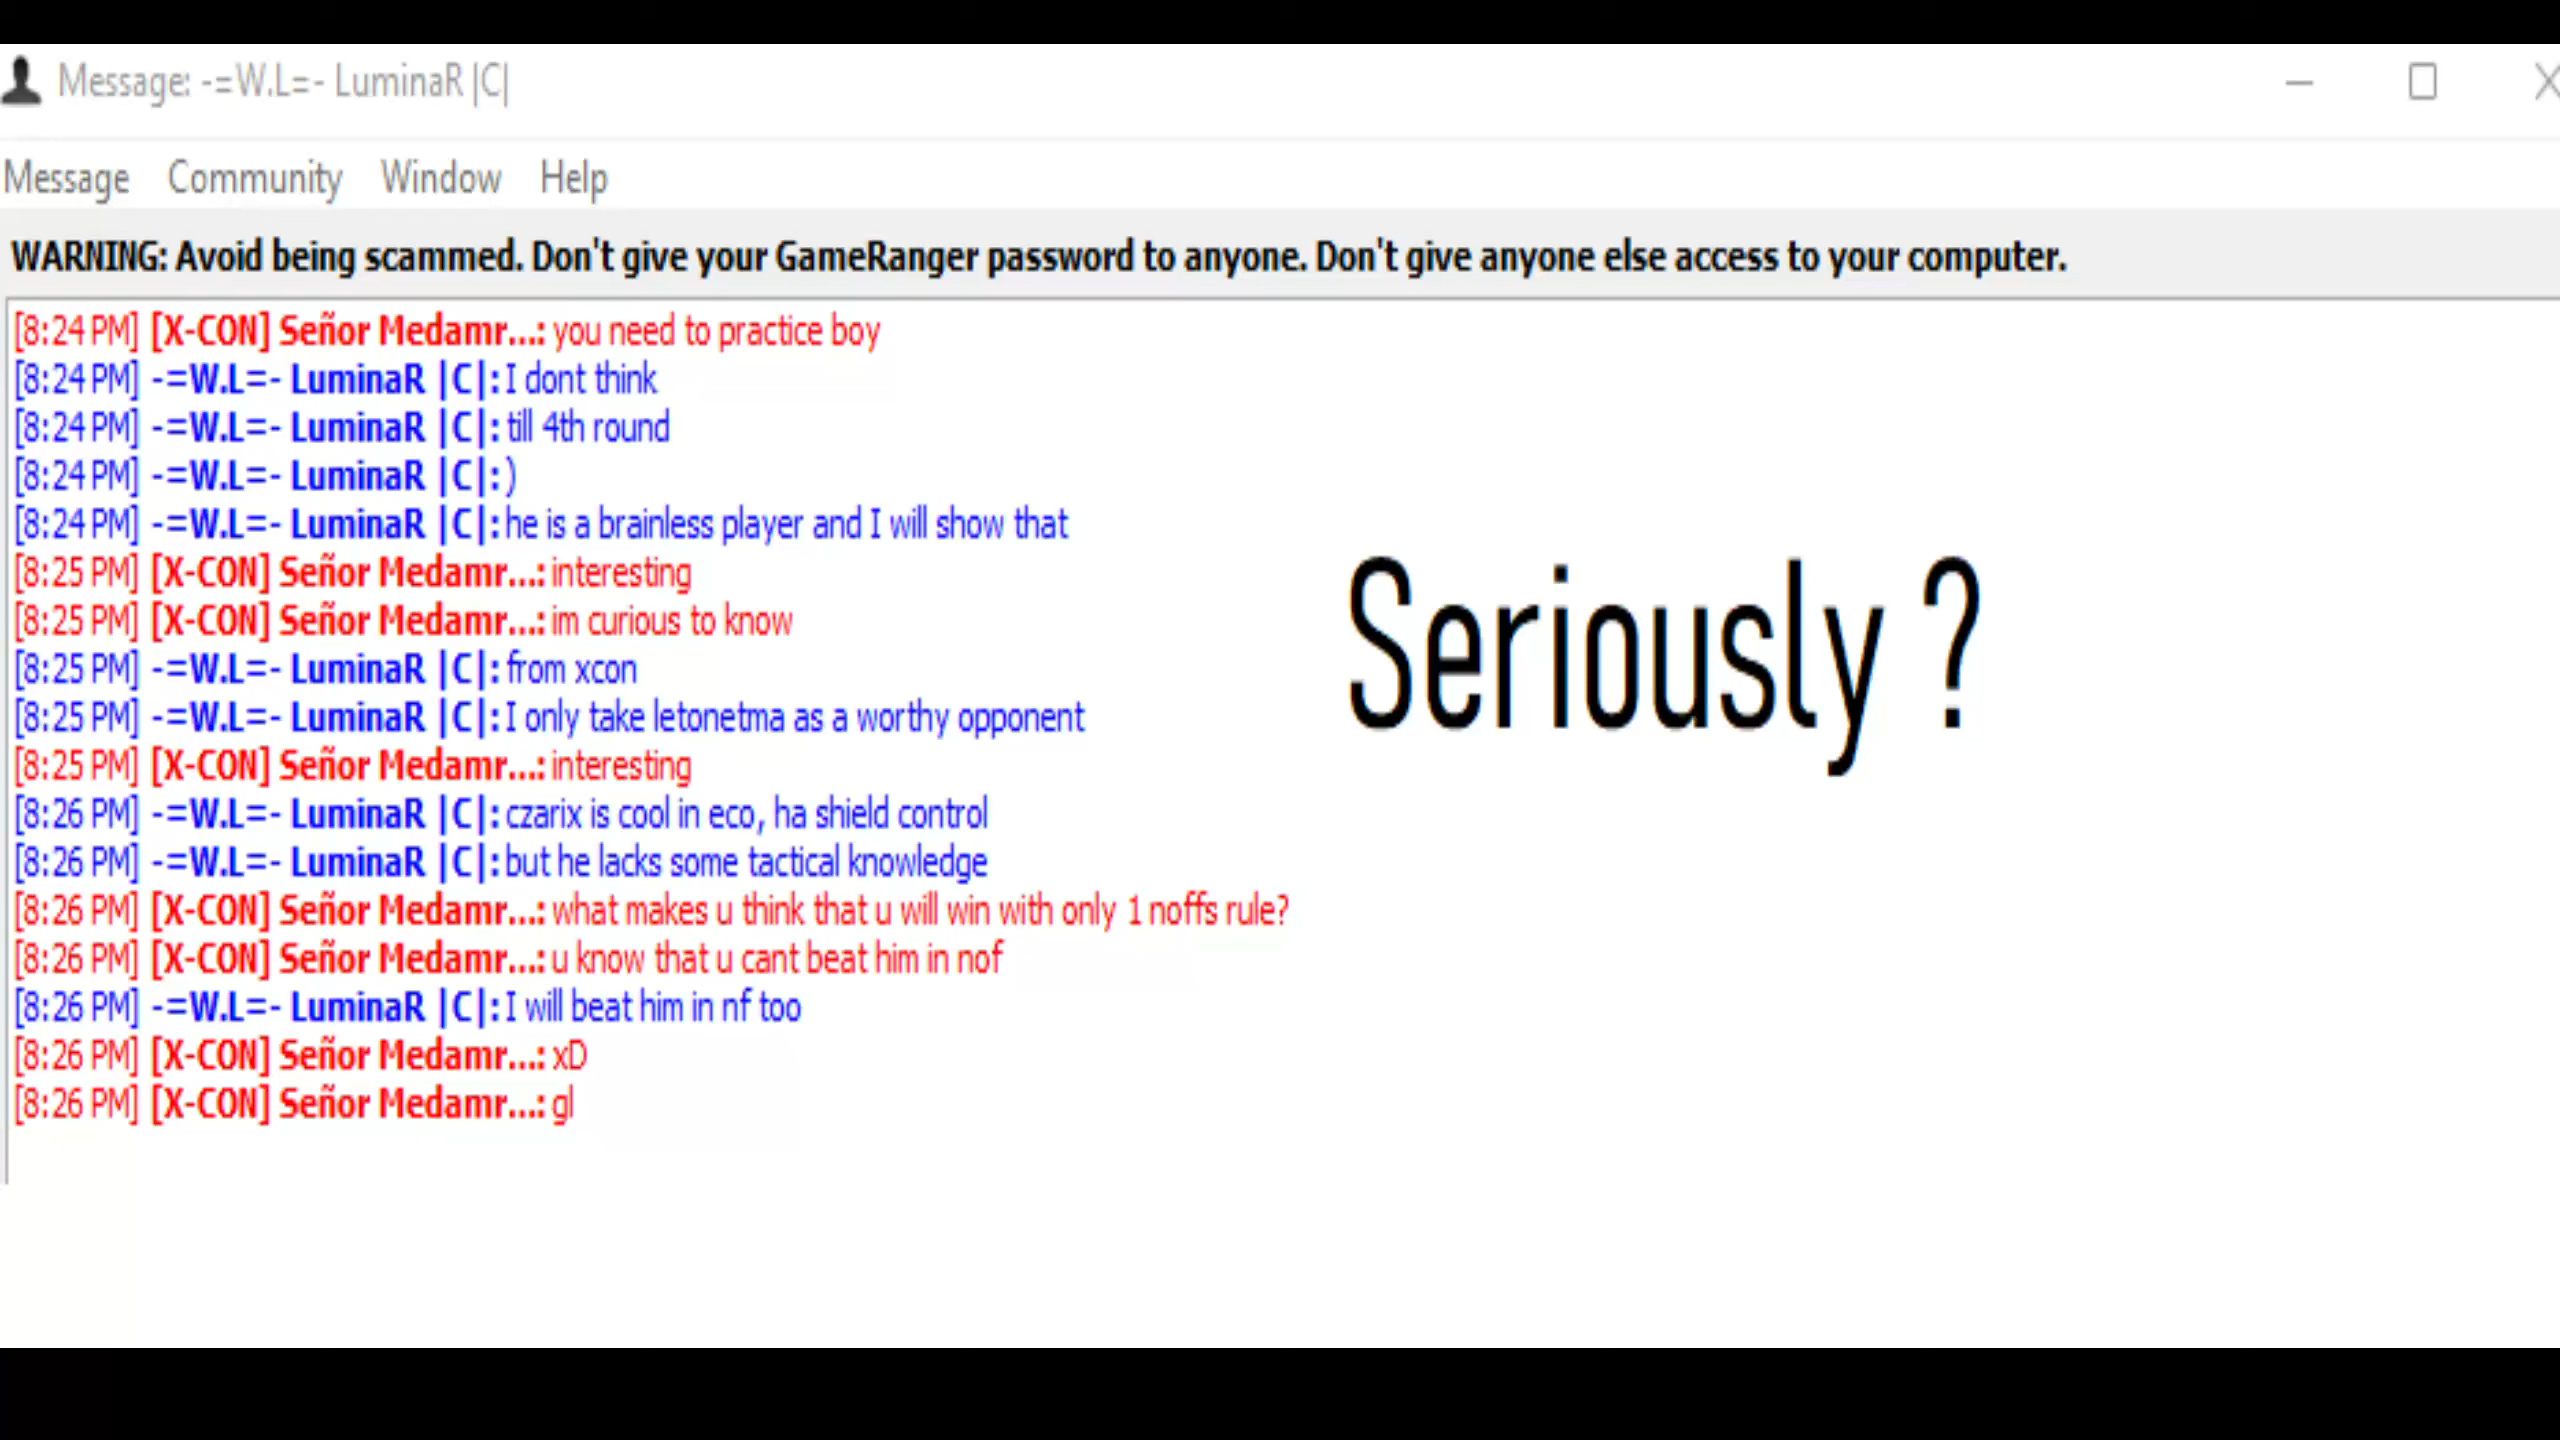 Message: -=W.L=- LuminaR |C|
Message Community Window Help
WARNING: Avoid being scammed. Don't give your GameRanger password to anyone. Don't give anyone else access to your computer.
[8:24 PM] [X-CON] Señor Medamr...: you need to practice boy
[8:24 PM] -=W.L=- LuminaR |C|: I dont think
[8:24 PM] -=W.L=- LuminaR |C|: till 4th round
[8:24 PM] -=W.L=- LuminaR |C|: )
[8:24 PM] -=W.L=- LuminaR |C|: he is a brainless player and I will show that
[8:25 PM] [X-CON] Señor Medamr...: interesting
[8:25 PM] [X-CON] Señor Medamr...: im curious to know
[8:25 PM] -=W.L=- LuminaR |C|: from xcon
[8:25 PM] -=W.L=- LuminaR |C|: I only take letonetma as a worthy opponent
[8:25 PM] [X-CON] Señor Medamr...: interesting
[8:26 PM] -=W.L=- LuminaR |C|: czarix is cool in eco, ha shield control
[8:26 PM] -=W.L=- LuminaR |C|: but he lacks some tactical knowledge
[8:26 PM] [X-CON] Señor Medamr...: what makes u think that u will win with only 1 noffs rule?
[8:26 PM] [X-CON] Señor Medamr...: u know that u cant beat him in nof
[8:26 PM] -=W.L=- LuminaR |C|: I will beat him in nf too
[8:26 PM] [X-CON] Señor Medamr...: xD
[8:26 PM] [X-CON] Señor Medamr...: gl
Seriously ?